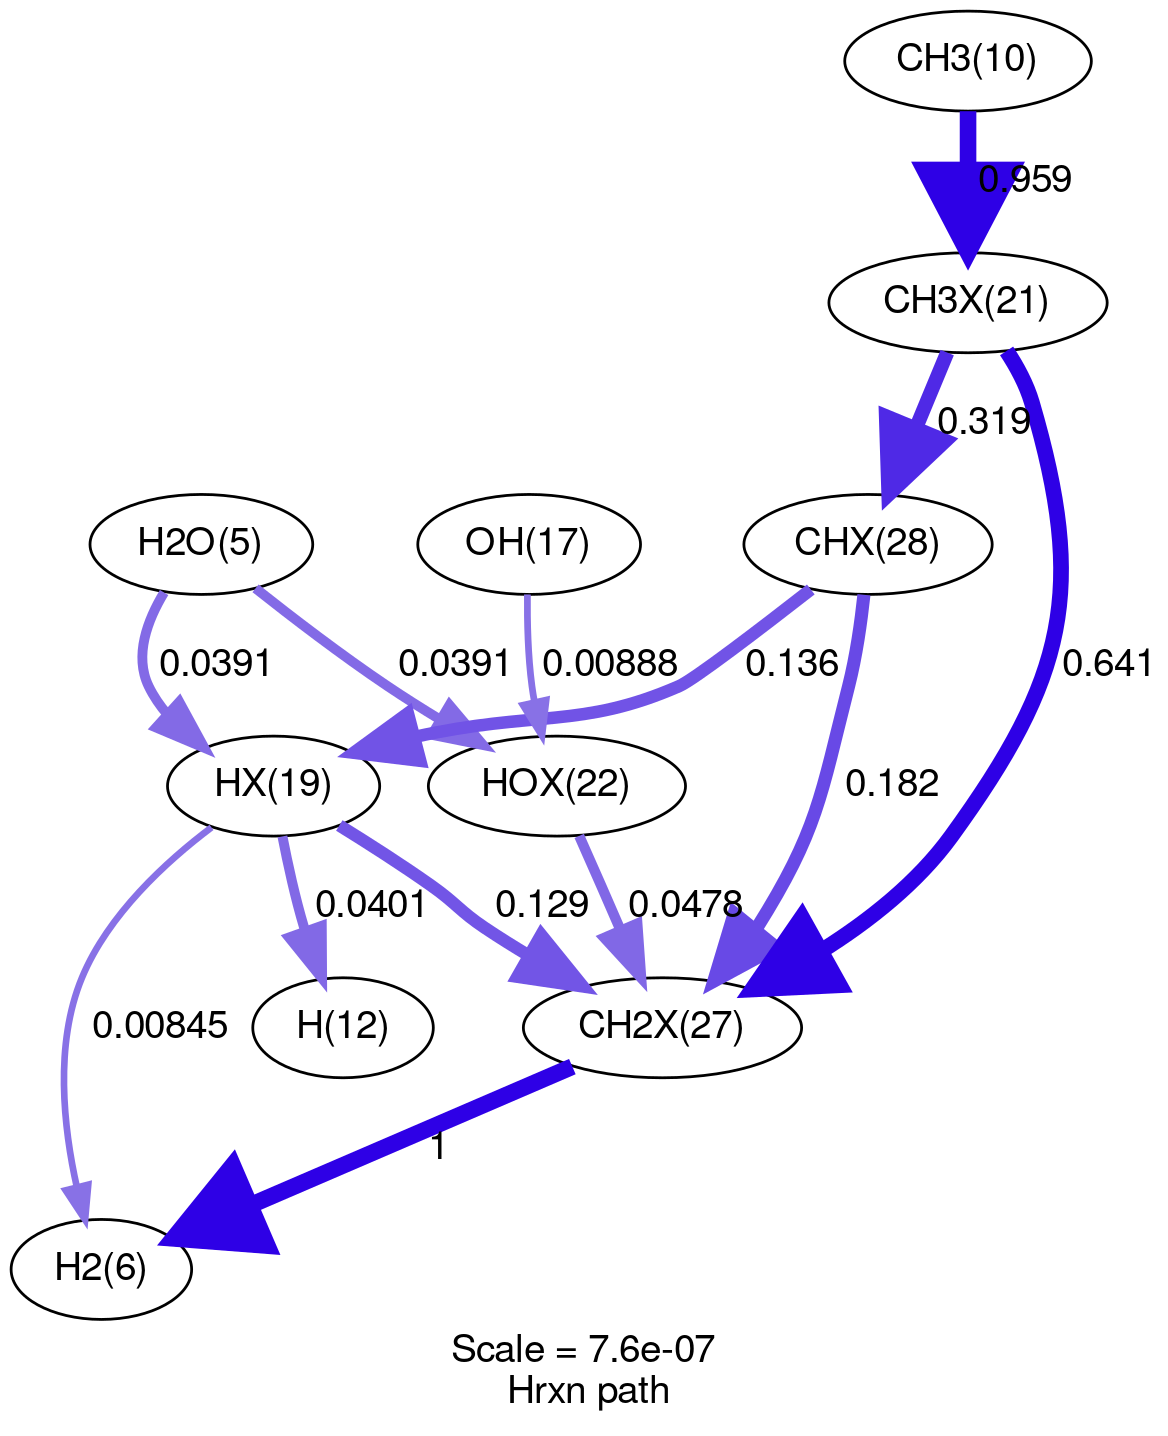 CH3(10)
0.959
CH3X(21)
0.319
H2O(5)
OH(17)
CHX(28)
0.0391
0.0391
0.00888
0.136
0.641
HX(19)
HOX(22)
0.182
0.0401
0.129
0.0478
0.00845
H(12)
CH2X(27)
1
H2(6)
Scale = 7.6e-07
Hrxn path